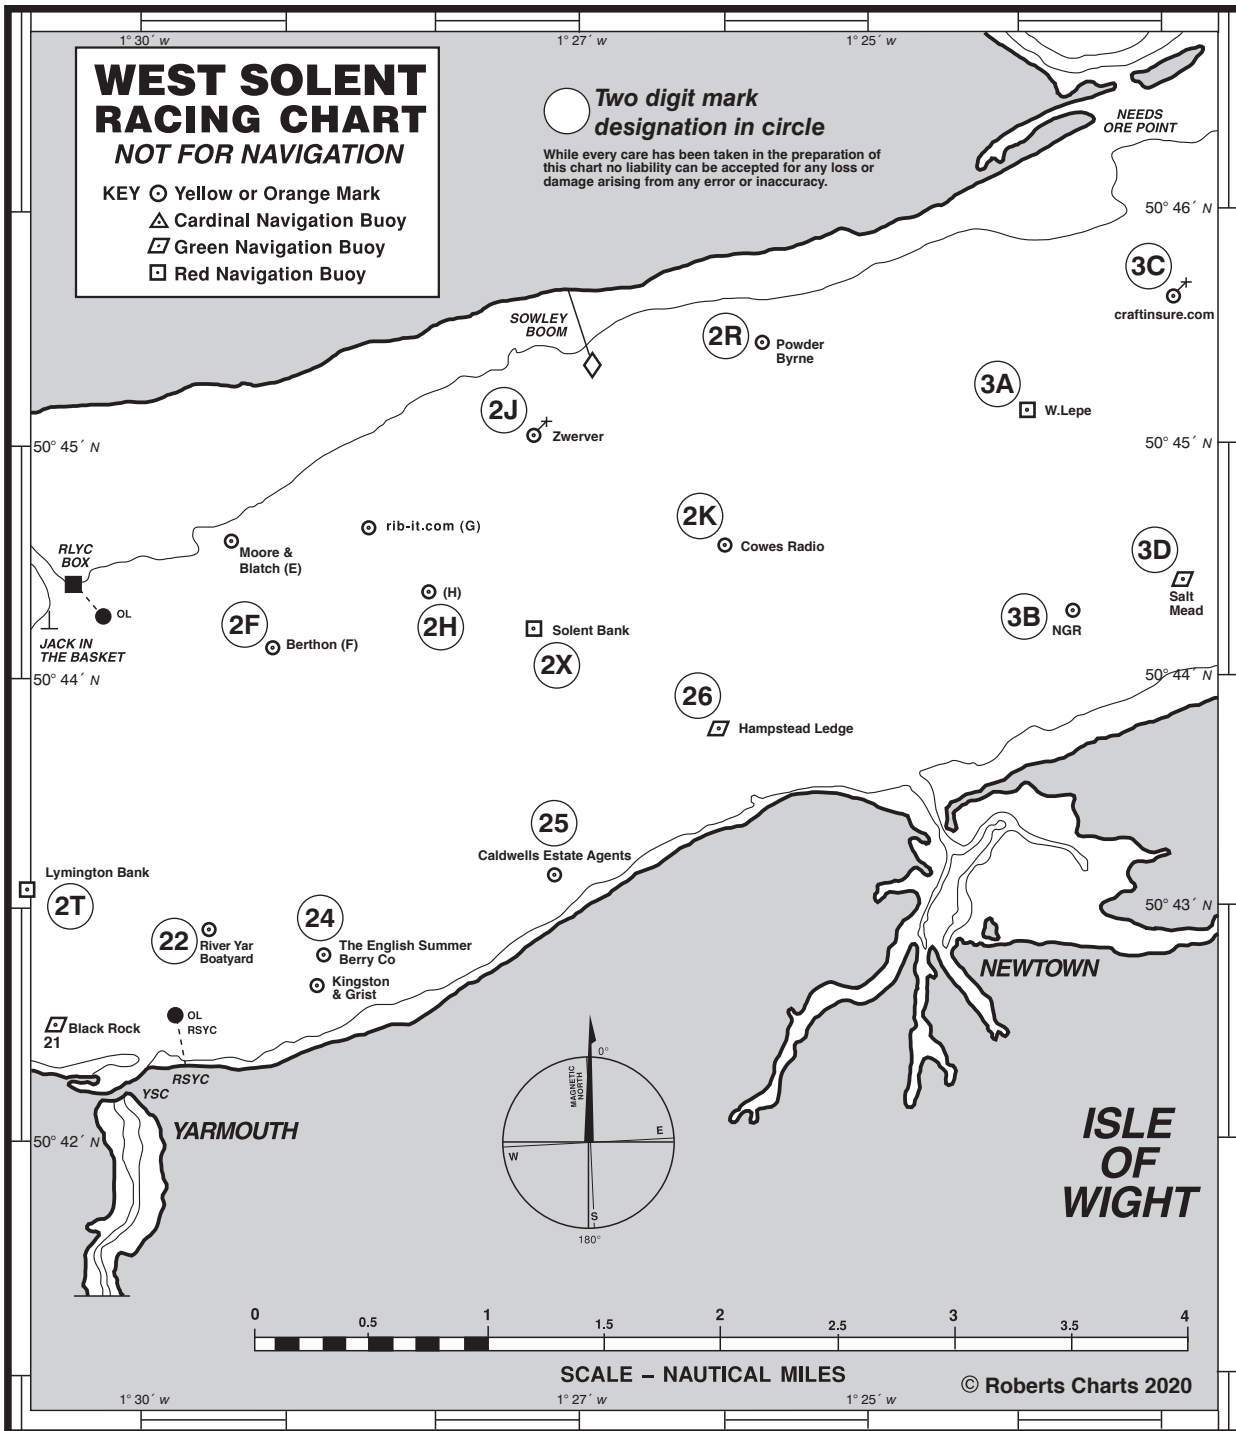 1° 30´ W
1° 27´ W
1° 25´ W
WEST SOLENT
RACING CHART
NOT FOR NAVIGATION
KEY Yellow or Orange Mark
Cardinal Navigation Buoy
Green Navigation Buoy
Red Navigation Buoy
Two digit mark
designation in circle
While every care has been taken in the preparation of
this chart no liability can be accepted for any loss or
damage arising from any error or inaccuracy.
NEEDS
ORE POINT
50° 46´ N
3C
craftinsure.com
SOWLEY
BOOM
2R
Powder
Byrne
3A
W.Lepe
2J
Zwerver
50° 45´ N
50° 45´ N
rib-it.com (G)
2K
Cowes Radio
Moore &
Blatch (E)
RLYC
BOX
OL
3D
Salt
Mead
(H)
2H
2F
Berthon (F)
Solent Bank
2X
3B
NGR
JACK IN
THE BASKET
50° 44´ N
50° 44´ N
26
Hampstead Ledge
25
Caldwells Estate Agents
Lymington Bank
2T
22
River Yar
Boatyard
24
The English Summer
Berry Co
Kingston
& Grist
50° 43´ N
NEWTOWN
Black Rock
21
OL
RSYC
RSYC
YSC
YARMOUTH
50° 42´ N
0°
MAGNETIC
NORTH
E
W
S
180°
ISLE
OF
WIGHT
0
0.5
1
1.5
2
2.5
3
3.5
4
SCALE – NAUTICAL MILES
© Roberts Charts 2020
1° 30´ W
1° 27´ W
1° 25´ W